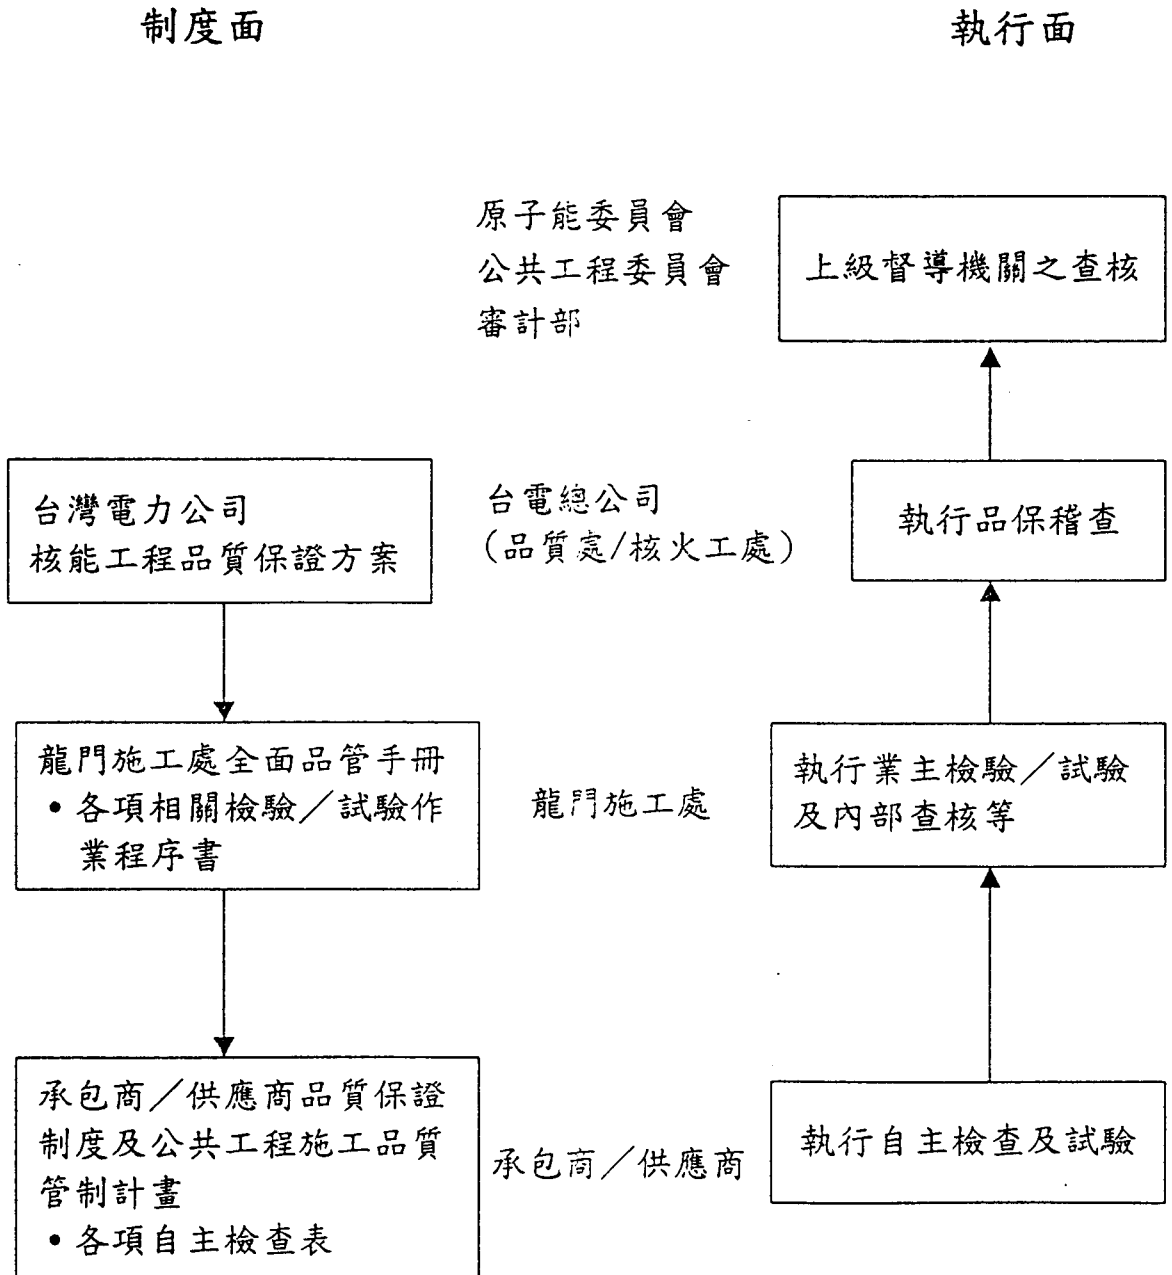 制度面
執行面
原子能委員會
公共工程委員會
審計部
上級督導機關之查核
台灣電力公司
核能工程品質保證方案
台電總公司
(品質處/核火工處)
執行品保稽查
龍門施工處全面品管手冊
•各項相關檢驗／試驗作
業程序書
龍門施工處
執行業主檢驗／試驗
及內部查核等
承包商／供應商品質保證
制度及公共工程施工品質
管制計畫
•各項自主檢查表
承包商／供應商
執行自主檢查及試驗